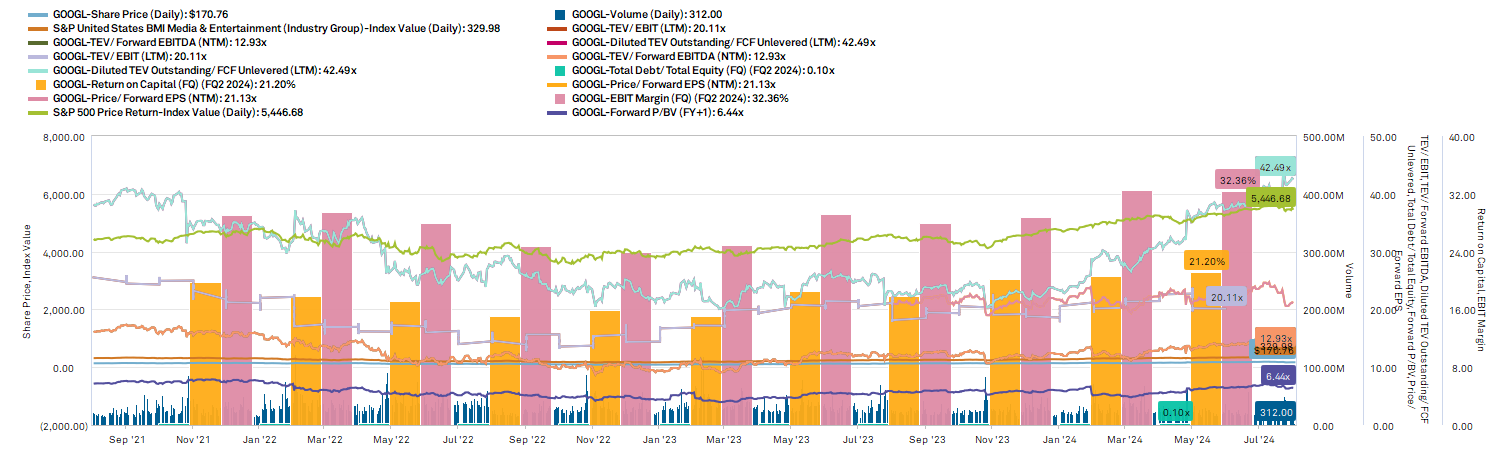 GOOGL-Share Price (Daily): $170.76
GOOGL-Volume (Daily): 312.00
S&P United States BMI Media & Entertainment (Industry Group)-Index Value (Daily): 329.98
GOOGL-TEV/ EBIT (LTM): 20.11x
GOOGL-TEV/ Forward EBITDA (NTM): 12.93x
GOOGL-Diluted TEV Outstanding/ FCF Unlevered (LTM): 42.49x
GOOGL-TEV/ EBIT (LTM): 20.11x
GOOGL-TEV/ Forward EBITDA (NTM): 12.93x
GOOGL-Diluted TEV Outstanding/ FCF Unlevered (LTM): 42.49x
GOOGL-Total Debt/ Total Equity (FQ) (FQ2 2024): 0.10x
GOOGL-Return on Capital (FQ) (FQ2 2024): 21.20%
GOOGL-Price/ Forward EPS (NTM): 21.13x
GOOGL-Price/ Forward EPS (NTM): 21.13x
GOOGL-EBIT Margin (FQ) (FQ2 2024): 32.36%
S&P 500 Price Return-Index Value (Daily): 5,446.68
GOOGL-Forward P/BV (FY+1): 6.44x
8,000.00
6,000.00
4,000.00
2,000.00
0.00
(2,000.00)
Share Price, Index Value
42.49x
32.36%
5,446.68
21.20%
20.11x
12.93x
329.98
$170.76
6.44x
0.10x
312.00
500.00M
400.00M
300.00M
200.00M
100.00M
0.00
Volume
50.00
40.00
30.00
20.00
10.00
0.00
TEV/ EBIT,TEV/ Forward EBITDA,Diluted TEV Outstanding/ FCF
Unlevered,Total Debt/ Total Equity,Forward P/BV,Price/
Forward EPS
40.00
32.00
24.00
16.00
8.00
0.00
Return on Capital, EBIT Margin
Sep '21
Nov '21
Jan '22
Mar '22
May '22
Jul '22
Sep '22
Nov '22
Jan '23
Mar '23
May '23
Jul '23
Sep '23
Nov '23
Jan '24
Mar '24
May '24
Jul '24